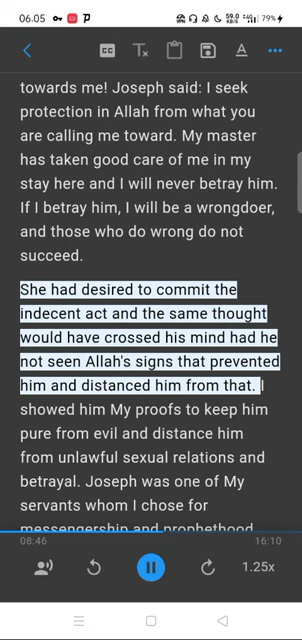 06.05
59.0
KB/S
79%
CC
A
towards me! Joseph said: I seek
protection in Allah from what you
are calling me toward. My master
has taken good care of me in my
stay here and I will never betray him.
If I betray him, I will be a wrongdoer,
and those who do wrong do not
succeed.
She had desired to commit the
indecent act and the same thought
would have crossed his mind had he
not seen Allah's signs that prevented
him and distanced him from that. I
showed him My proofs to keep him
pure from evil and distance him
from unlawful sexual relations and
betrayal. Joseph was one of My
servants whom I chose for
messengership and prophethood
08:46
16:10
1.25x